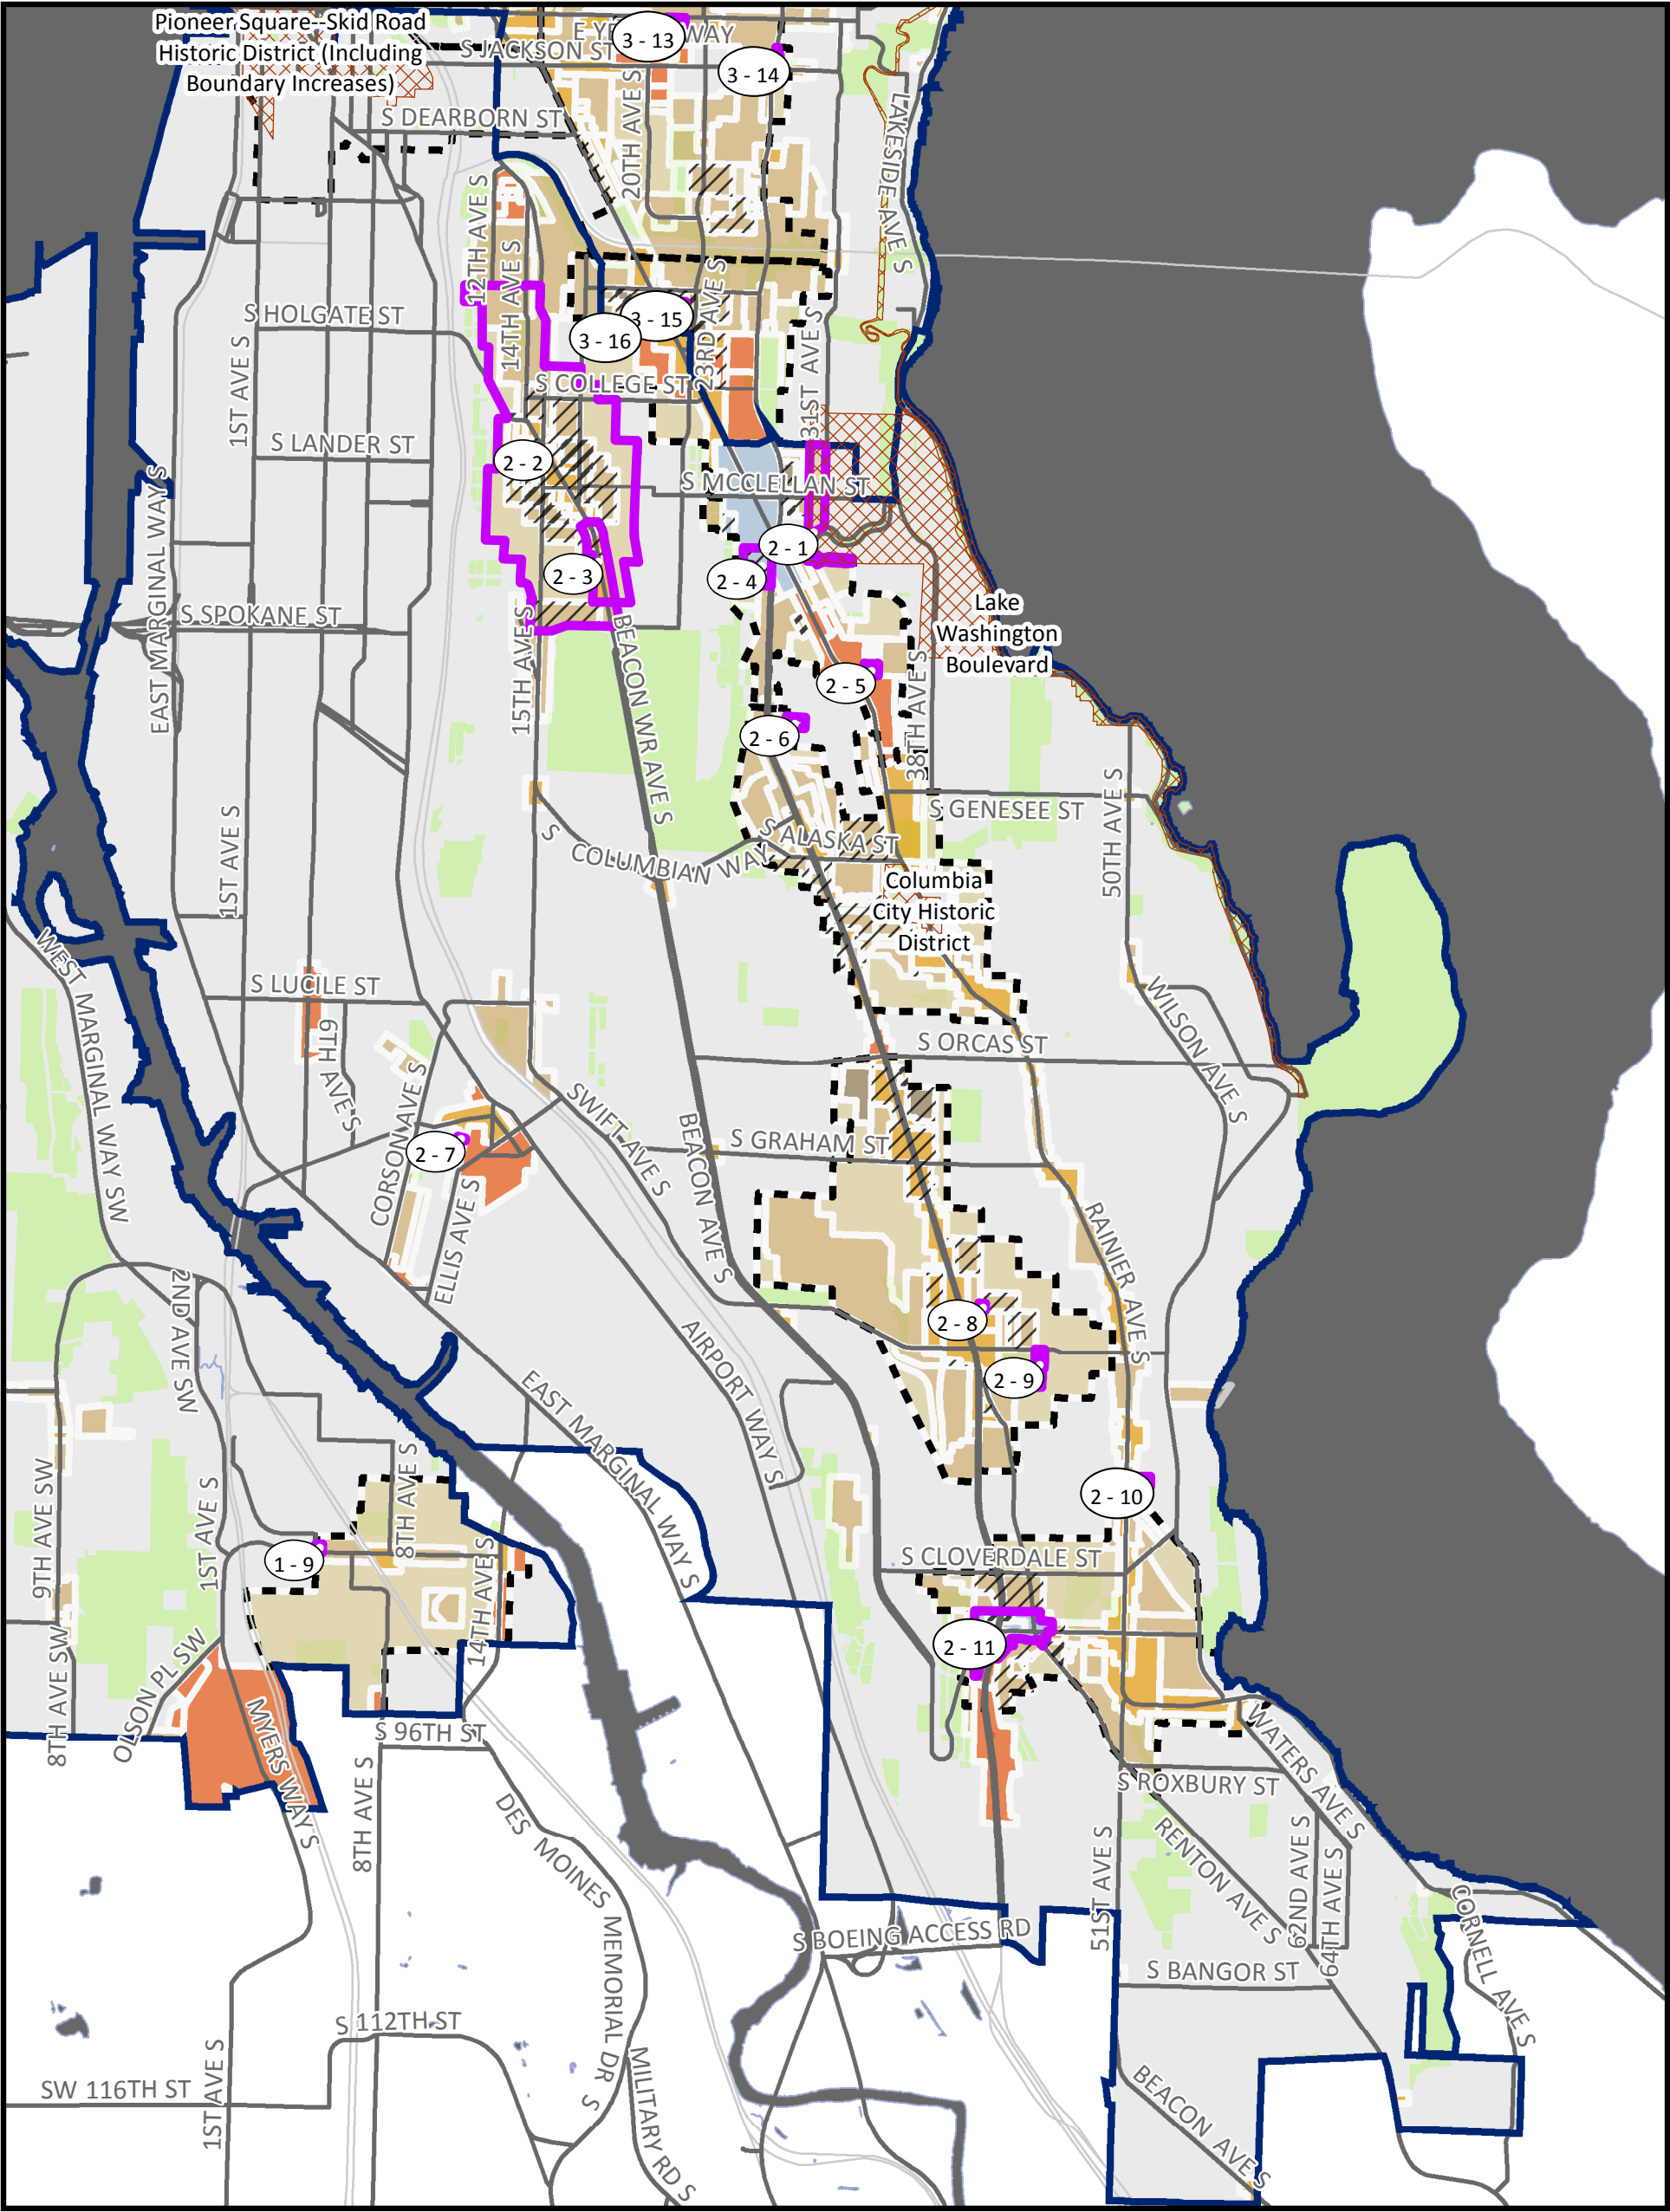 Pioneer Square--Skid Road
Historic District (Including
Boundary Increases)
3 - 13
WAY
S JACKSON ST
3 - 14
S DEARBORN ST
20TH AVE S
LAKESIDE AVE S
12TH AVE S
14TH AVE S
S HOLGATE ST
3 - 15
3 - 16
23RD AVE S
31ST AVE S
1ST AVE S
S COLLEGE ST
S LANDER ST
2 - 2
S MCCLELLAN ST
EAST MARGINAL WAY S
2 - 1
2 - 3
2 - 4
S SPOKANE ST
15TH AVE S
BEACON WR AVE S
Lake
Washington
Boulevard
2 - 5
38TH AVE S
2 - 6
S GENESEE ST
50TH AVE S
S ALASKA ST
S COLUMBIAN WAY
1ST AVE S
Columbia
City Historic
District
WEST MARGINAL WAY SW
S LUCILE ST
6TH AVE S
WILSON AVE S
S ORCAS ST
CORSON AVE S
SWIFT AVE S
BEACON AVE S
S GRAHAM ST
2 - 7
ELLIS AVE S
RAINIER AVE S
2ND AVE SW
2 - 8
AIRPORT WAY S
2 - 9
EAST MARGINAL WAY S
9TH AVE SW
1ST AVE S
8TH AVE S
2 - 10
1 - 9
14TH AVE S
S CLOVERDALE ST
8TH AVE SW
OLSON PL SW
2 - 11
MYERS WAY S
S 96TH ST
WATERS AVE S
S ROXBURY ST
8TH AVE S
DES MOINES MEMORIAL DR S
51ST AVE S
RENTON AVE S
62ND AVE S
64TH AVE S
CORNELL AVE S
S BOEING ACCESS RD
S BANGOR ST
S 112TH ST
1ST AVE S
SW 116TH ST
MILITARY RD S
BEACON AVE S